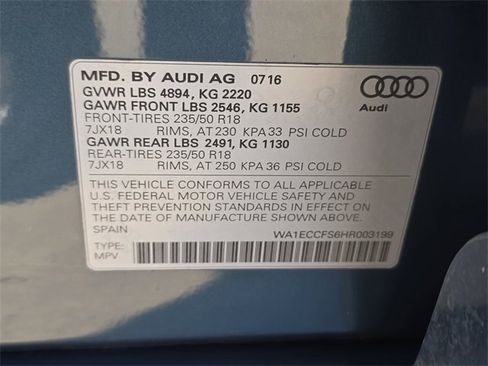 MFD. BY AUDI AG 07 16
GVWR LBS 4894, KG 2220
GAWR FRONT LBS 2546, KG 1155
FRONT-TIRES 235/50 R18
7JX18 RIMS, AT 230 KPA 33 PSI COLD
GAWR REAR LBS 2491, KG 1130
REAR-TIRES 235/50 R18
7JX18 RIMS, AT 250 KPA 36 PSI COLD
Audi
THIS VEHICLE CONFORMS TO ALL APPLICABLE
U.S. FEDERAL MOTOR VEHICLE SAFETY AND
THEFT PREVENTION STANDARDS IN EFFECT ON
THE DATE OF MANUFACTURE SHOWN ABOVE.
SPAIN WA1ECCFS6HR003199
TYPE:
MPV